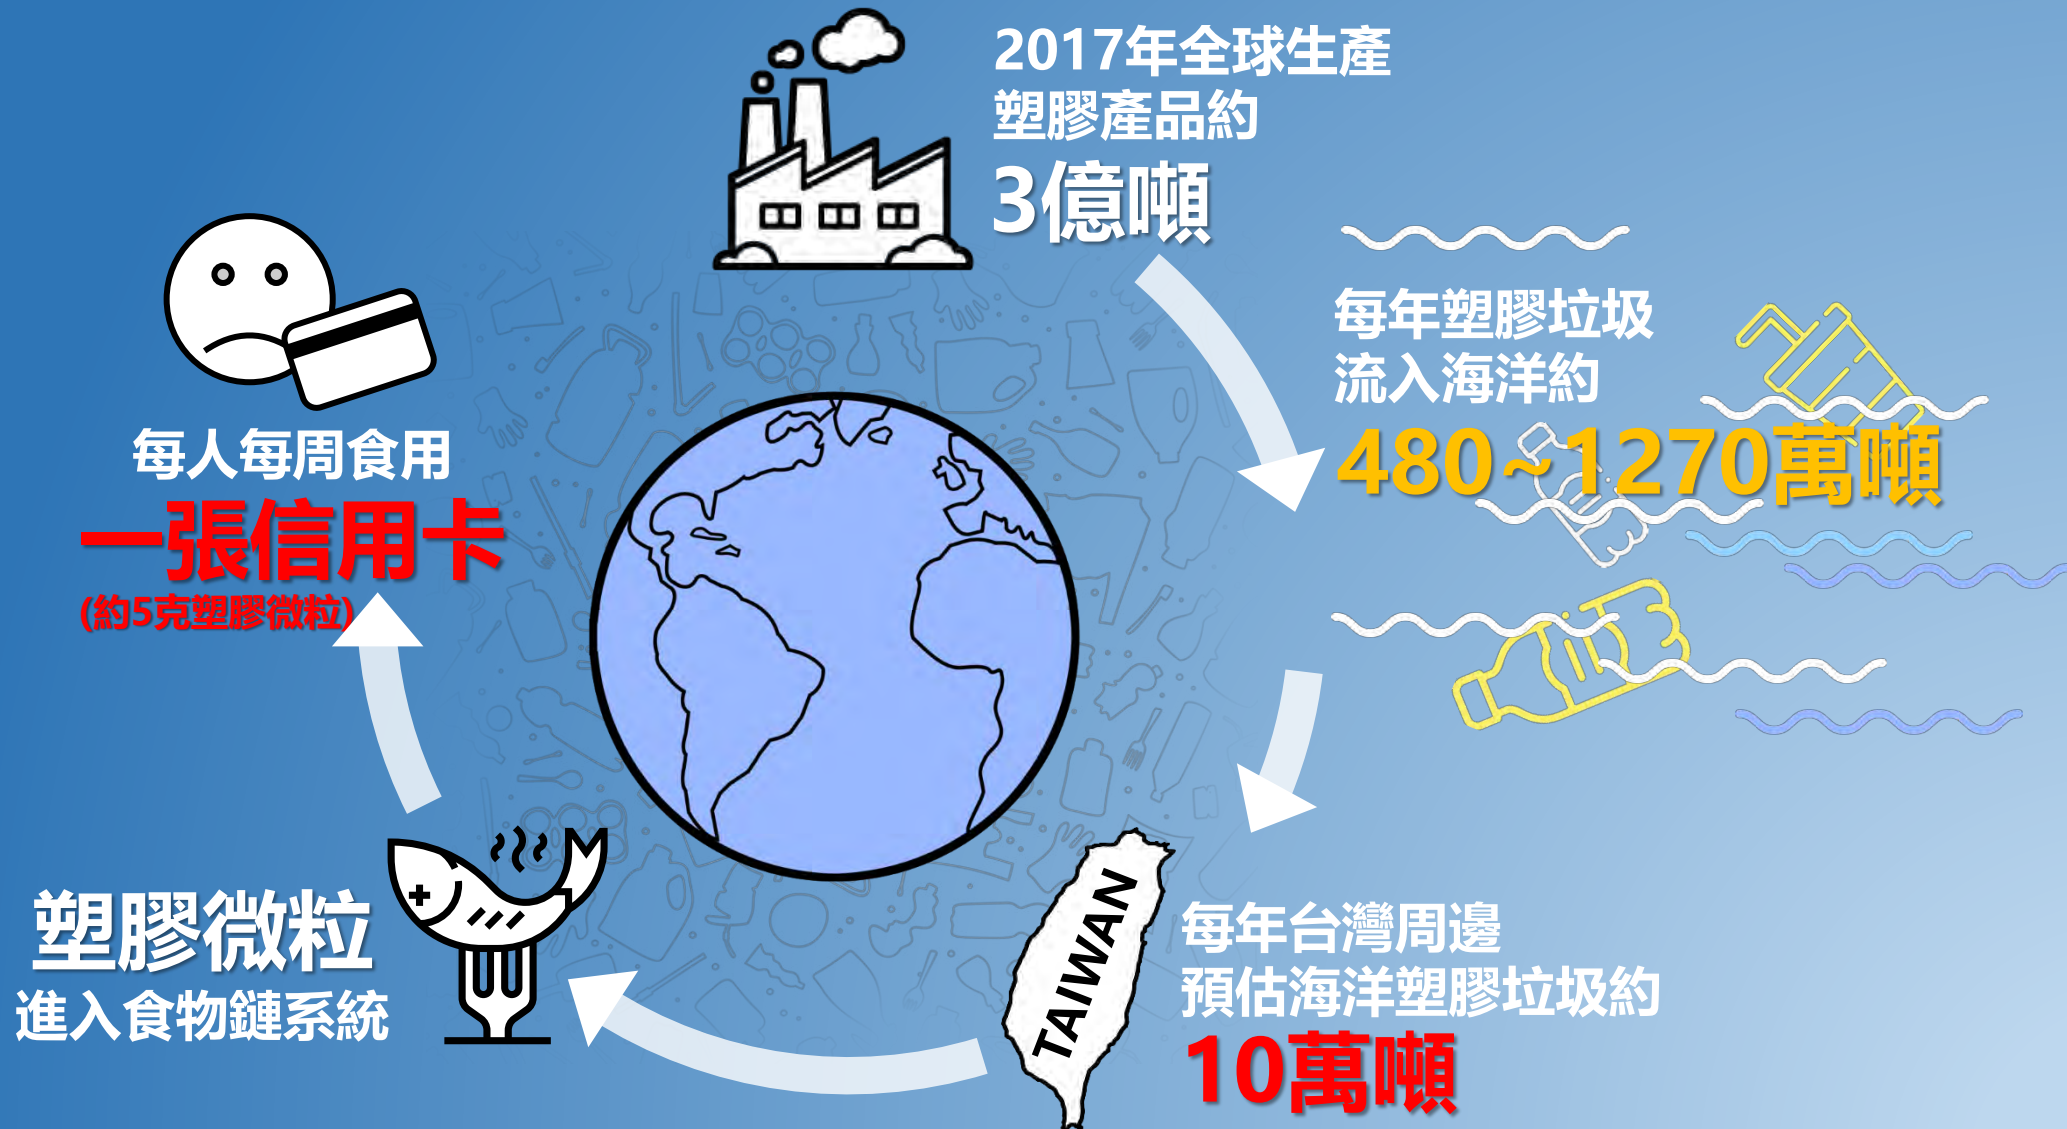 2017年全球生產
塑膠產品約
3億噸
每年塑膠垃圾
流入海洋約
480~1270萬噸
每年台灣周邊
預估海洋塑膠垃圾約
10萬噸
TAIWAN
塑膠微粒
進入食物鏈系統
每人每周食用
一張信用卡
(約5克塑膠微粒)